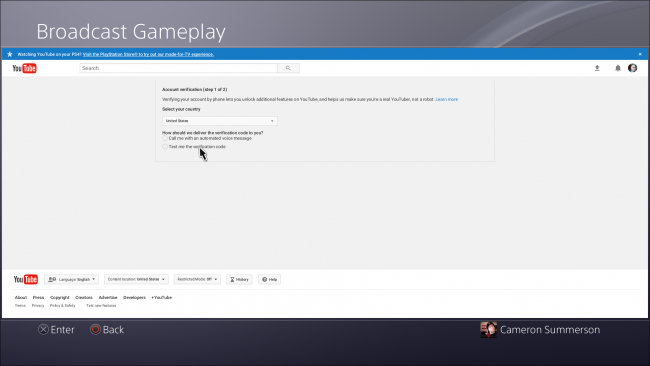 Broadcast Gameplay
Watching YouTube on your PS4? Visit the PlayStation Store® to try out our made-for-TV experience. ×
YouTube Search
Account verification (step 1 of 2)
Verifying your account by phone lets you unlock additional features on YouTube, and helps us make sure you're a real YouTuber, not a robot. Learn more
Select your country
United States
How should we deliver the verification code to you?
Call me with an automated voice message
Text me the verification code
YouTube Language: English Content location: United States Restricted Mode: Off History Help
About Press Copyright Creators Advertise Developers +YouTube
Terms Privacy Policy & Safety Test new features
Enter Back Cameron Summerson